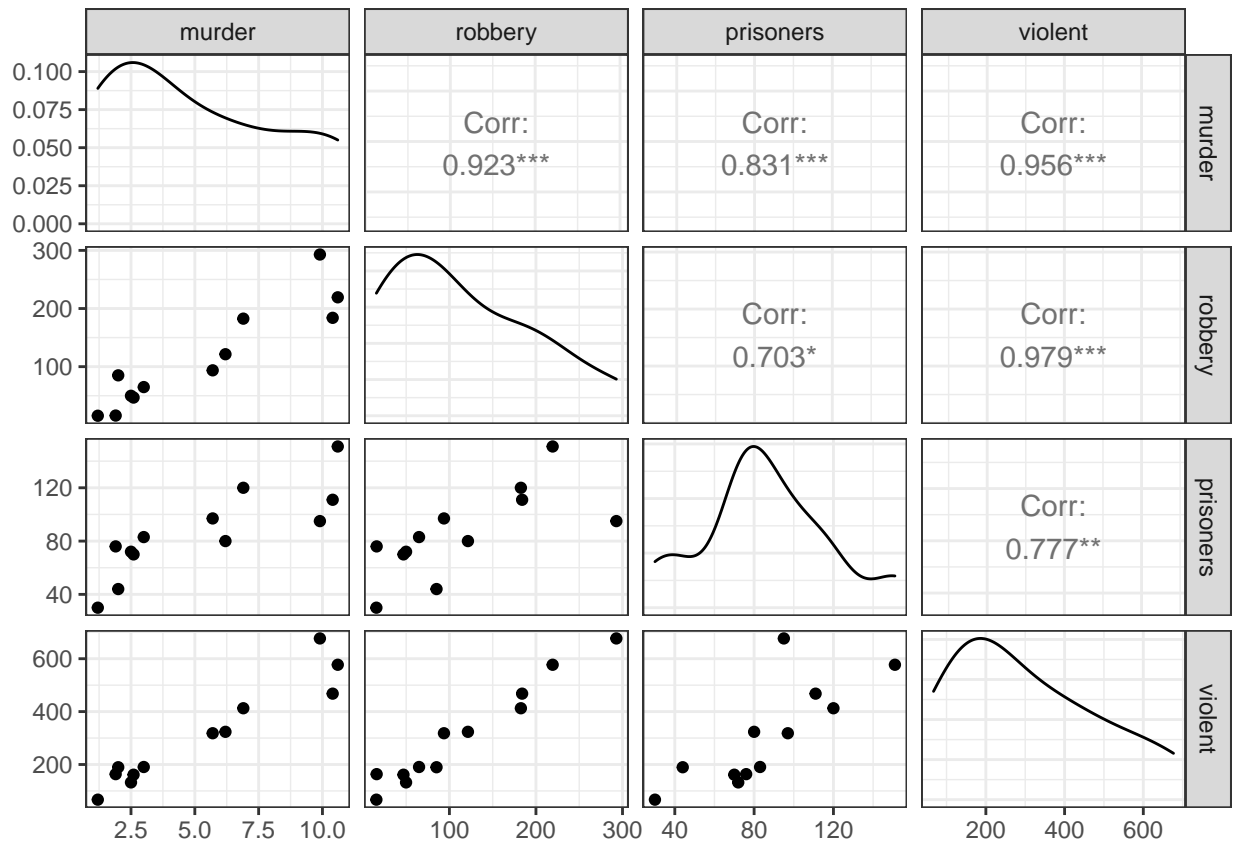 murder robbery prisoners violent
0.100
0.075
0.050
0.025
0.000
Corr:
0.923***
Corr:
0.831***
Corr:
0.956***
murder
300
200
100
Corr:
0.703*
Corr:
0.979***
robbery
120
80
40
Corr:
0.777**
prisoners
600
400
200
violent
2.5 5.0 7.5 10.0 100 200 300 40 80 120 200 400 600